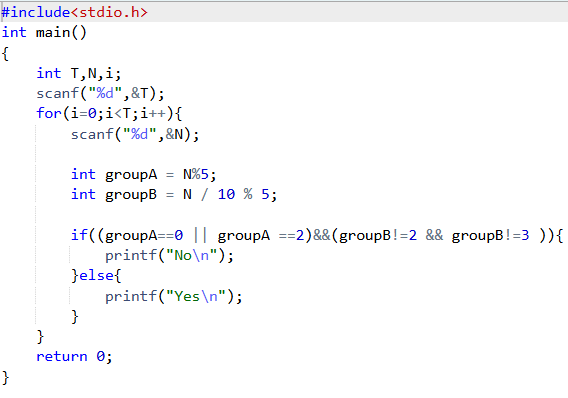 #include<stdio.h>
int main()
{
    int T,N,i;
    scanf("%d",&T);
    for(i=0;i<T;i++){
        scanf("%d",&N);

        int groupA = N%5;
        int groupB = N / 10 % 5;

        if((groupA==0 || groupA ==2)&&(groupB!=2 && groupB!=3 )){
            printf("No\n");
        }else{
            printf("Yes\n");
        }
    }
    return 0;
}